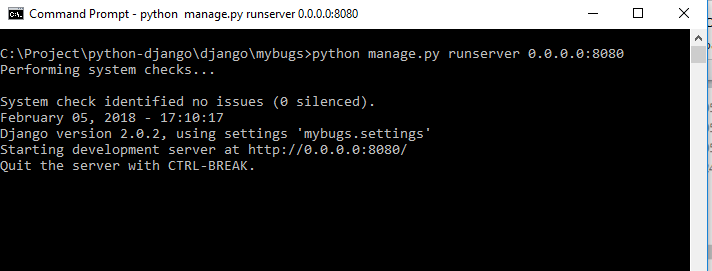 Command Prompt - python  manage.py runserver 0.0.0.0:8080
C:\Project\python-django\django\mybugs>python manage.py runserver 0.0.0.0:8080
Performing system checks...
System check identified no issues (0 silenced).
February 05, 2018 - 17:10:17
Django version 2.0.2, using settings 'mybugs.settings'
Starting development server at http://0.0.0.0:8080/
Quit the server with CTRL-BREAK.